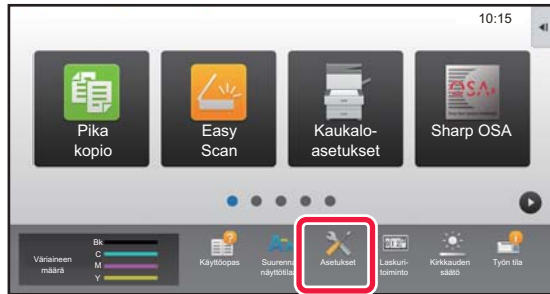 10:15
Pika
kopio
Easy
Scan
Kaukalo-
asetukset
OSA
Sharp OSA
Väriaineen
määrä
Bk
C
M
Y
Käyttöopas
Suurenna
näyttötila
Asetukset
Laskuri-
toiminto
Kirkkauden
säätö
Työn tila